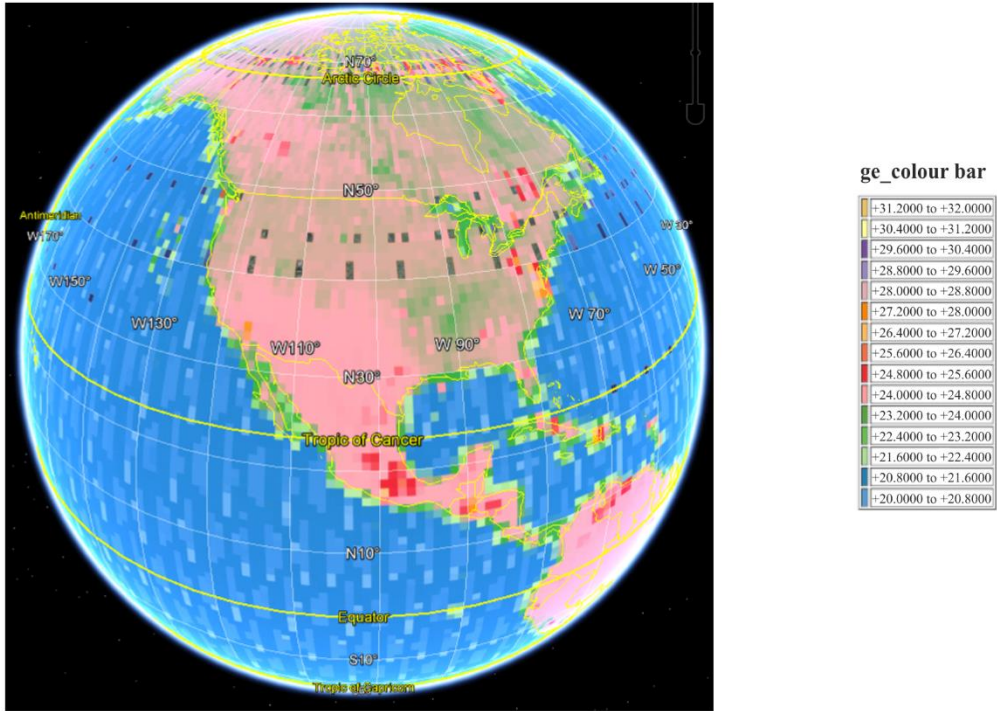 N70°
Arctic Circle
N50°
Antimeridian
W170°
W150°
W130°
W110°
W 90°
W 70°
W 50°
W 30°
N30°
Tropic of Cancer
N10°
Equator
S10°
Tropic of Capricorn
ge_colour bar
+31.2000 to +32.0000
+30.4000 to +31.2000
+29.6000 to +30.4000
+28.8000 to +29.6000
+28.0000 to +28.8000
+27.2000 to +28.0000
+26.4000 to +27.2000
+25.6000 to +26.4000
+24.8000 to +25.6000
+24.0000 to +24.8000
+23.2000 to +24.0000
+22.4000 to +23.2000
+21.6000 to +22.4000
+20.8000 to +21.6000
+20.0000 to +20.8000